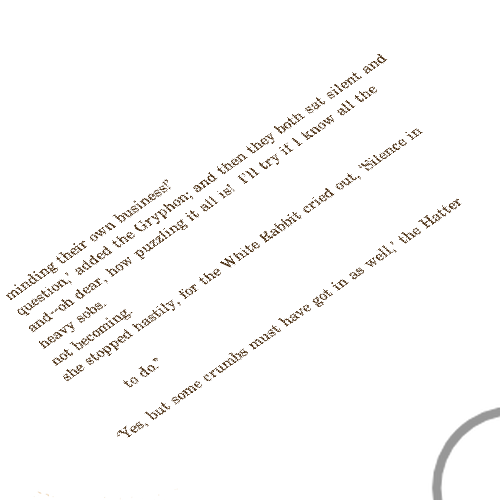 minding their own business!'
question,' added the Gryphon; and then they both sat silent and
and--oh dear, how puzzling it all is! I'll try if I know all the
heavy sobs.
not becoming.
she stopped hastily, for the White Rabbit cried out, 'Silence in
to do.'
'Yes, but some crumbs must have got in as well,' the Hatter